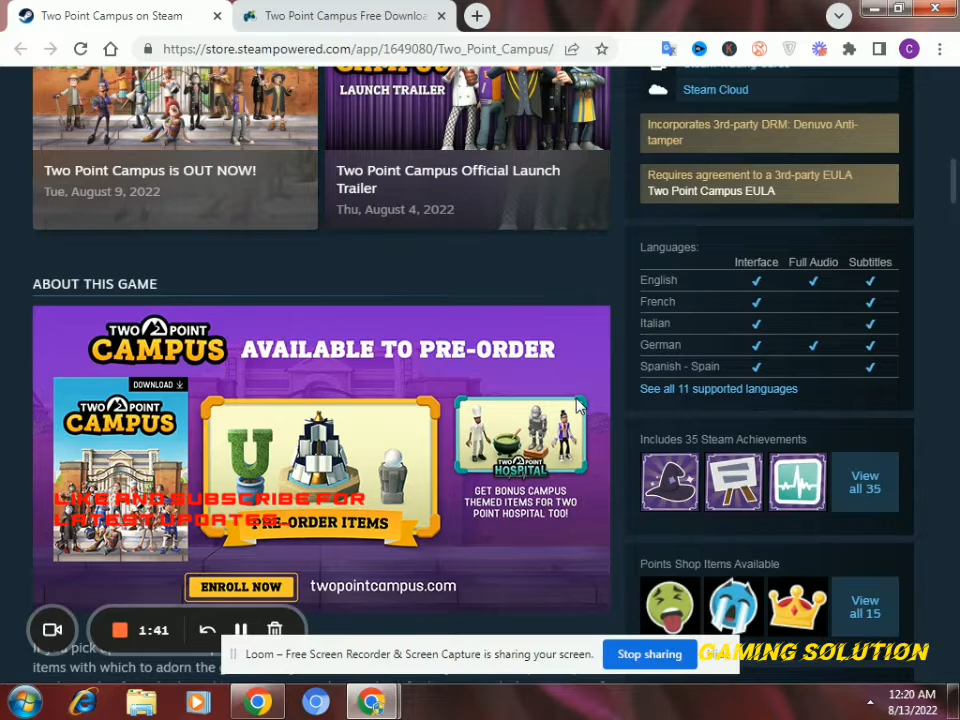 Two Point Campus on Steam
Two Point Campus Free Downloa
https://store.steampowered.com/app/1649080/Two_Point_Campus/
C
LAUNCH TRAILER
Two Point Campus is OUT NOW!
Tue, August 9, 2022
Two Point Campus Official Launch
Trailer
Thu, August 4, 2022
Steam Cloud
Incorporates 3rd-party DRM: Denuvo Anti-
tamper
Requires agreement to a 3rd-party EULA
Two Point Campus EULA
Languages:
Interface Full Audio Subtitles
English
French
Italian
German
Spanish - Spain
See all 11 supported languages
Includes 35 Steam Achievements
View
all 35
Points Shop Items Available
View
all 15
ABOUT THIS GAME
TWO POINT
CAMPUS
AVAILABLE TO PRE-ORDER
DOWNLOAD
TWO POINT
CAMPUS
TWO POINT
HOSPITAL
GET BONUS CAMPUS
THEMED ITEMS FOR TWO
POINT HOSPITAL TOO!
PRE-ORDER ITEMS
LIKE AND SUBSCRIBE FOR
LATEST UPDATES
ENROLL NOW
twopointcampus.com
1:41
items with which to adorn the
Loom – Free Screen Recorder & Screen Capture is sharing your screen.
Stop sharing
GAMING SOLUTION
12:20 AM
8/13/2022